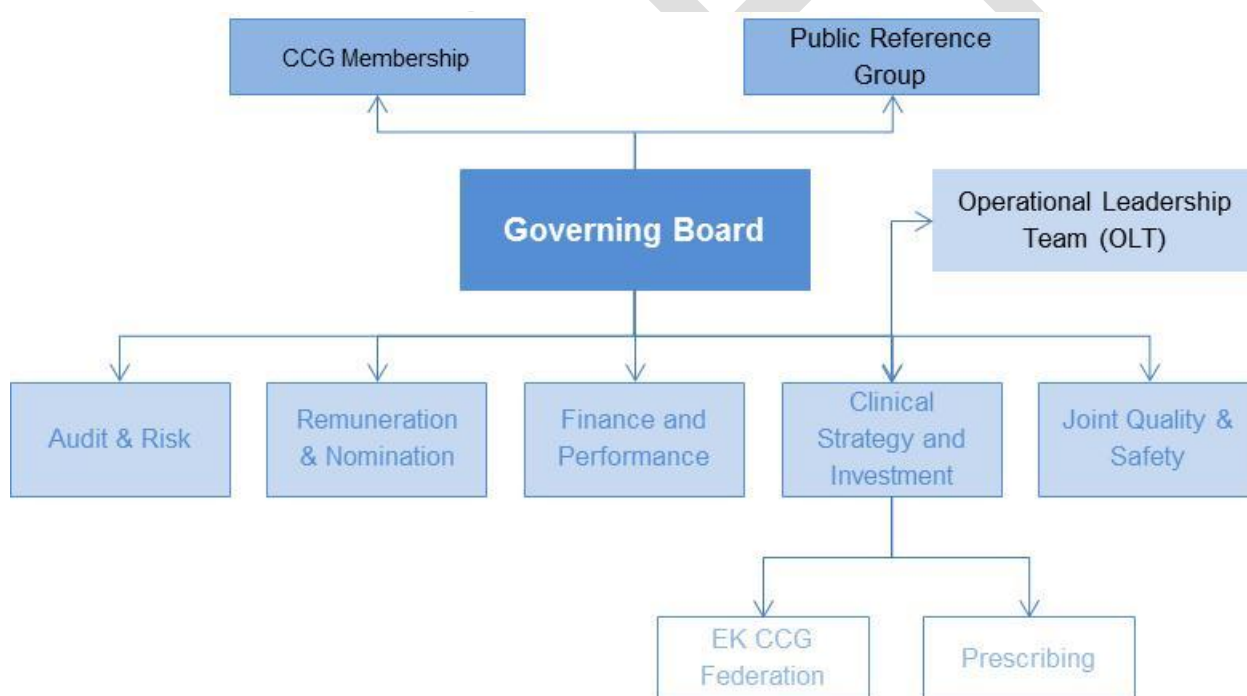 CCG Membership
Public Reference
Group
Governing Board
Operational Leadership
Team (OLT)
Audit & Risk
Remuneration
& Nomination
Finance and
Performance
Clinical
Strategy and
Investment
Joint Quality &
Safety
EK CCG
Federation
Prescribing